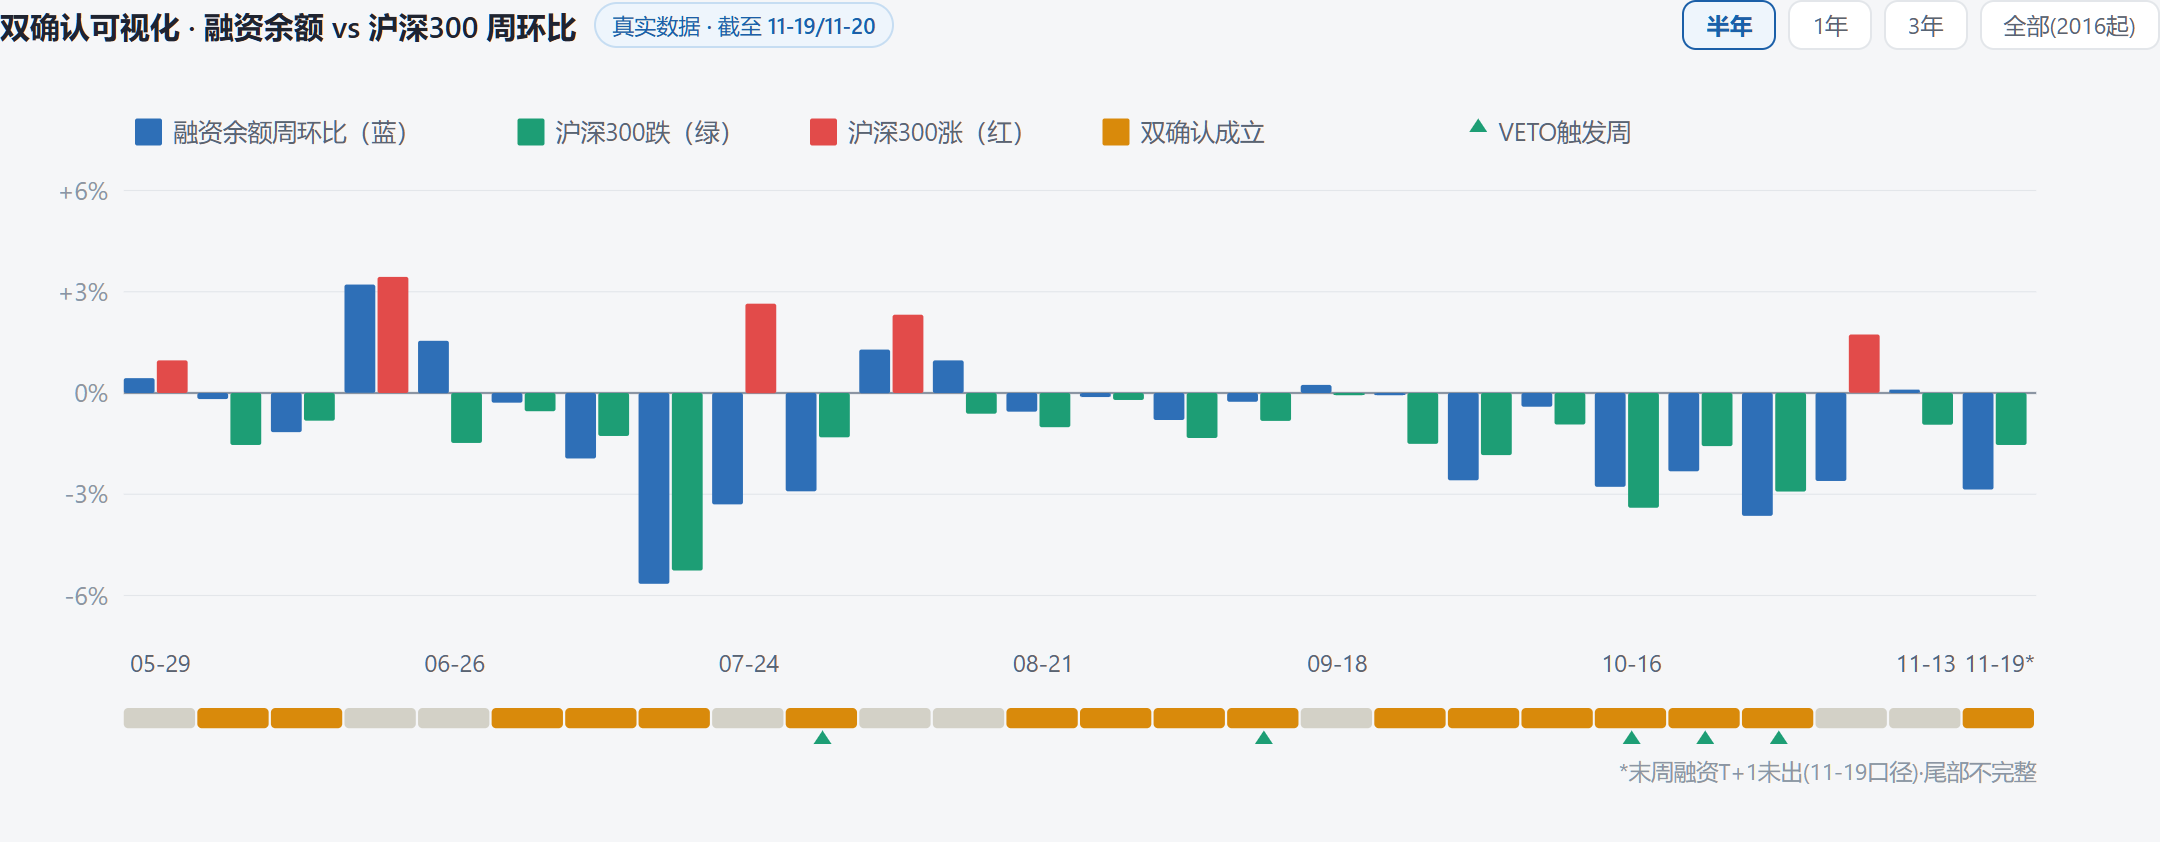 双确认可视化 · 融资余额 vs 沪深300 周环比
真实数据 · 截至 11-19/11-20
半年
1年
3年
全部(2016起)
融资余额周环比（蓝）
沪深300跌（绿）
沪深300涨（红）
双确认成立
VETO触发周
+6%
+3%
0%
-3%
-6%
05-29
06-26
07-24
08-21
09-18
10-16
11-13
11-19*
*末周融资T+1未出(11-19口径)·尾部不完整